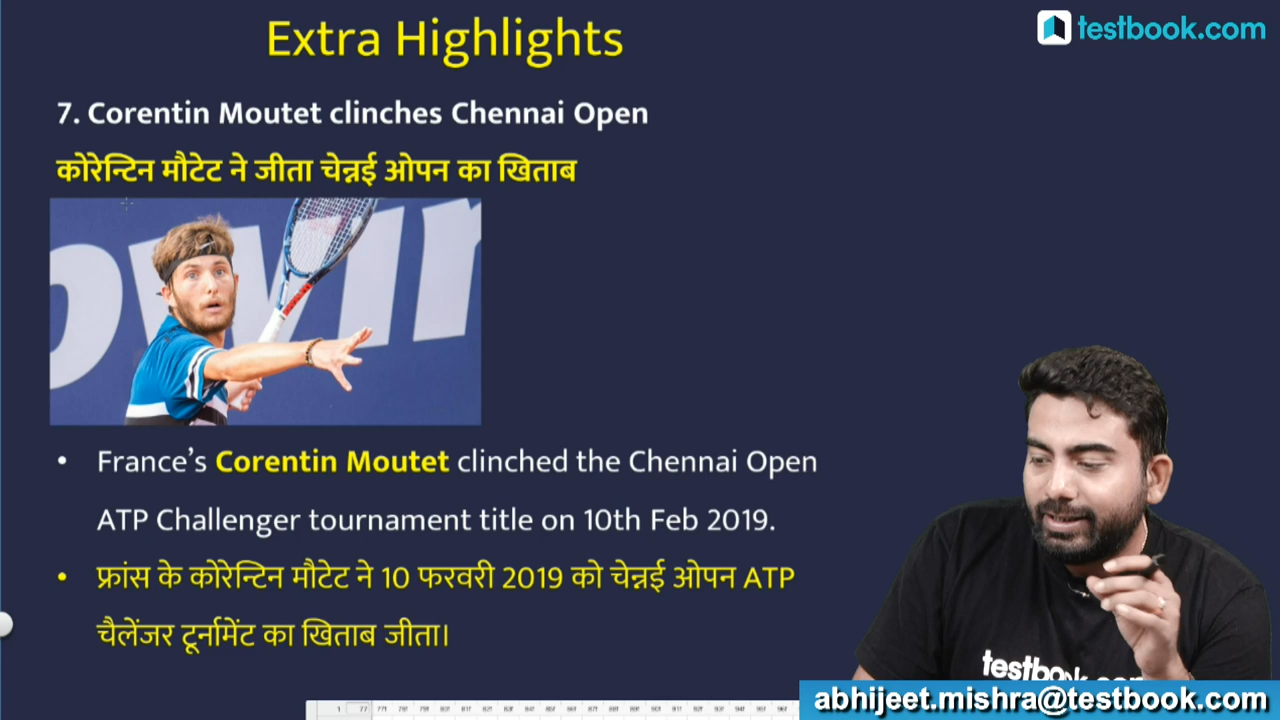 Extra Highlights
testbook.com
7. Corentin Moutet clinches Chennai Open
कोरेन्टिन मौटेट ने जीता चेन्नई ओपन का खिताब
• France’s Corentin Moutet clinched the Chennai Open
ATP Challenger tournament title on 10th Feb 2019.
• फ्रांस के कोरेन्टिन मौटेट ने 10 फरवरी 2019 को चेन्नई ओपन ATP
चैलेंजर टूर्नामेंट का खिताब जीता।
testbook.com
abhijeet.mishra@testbook.com